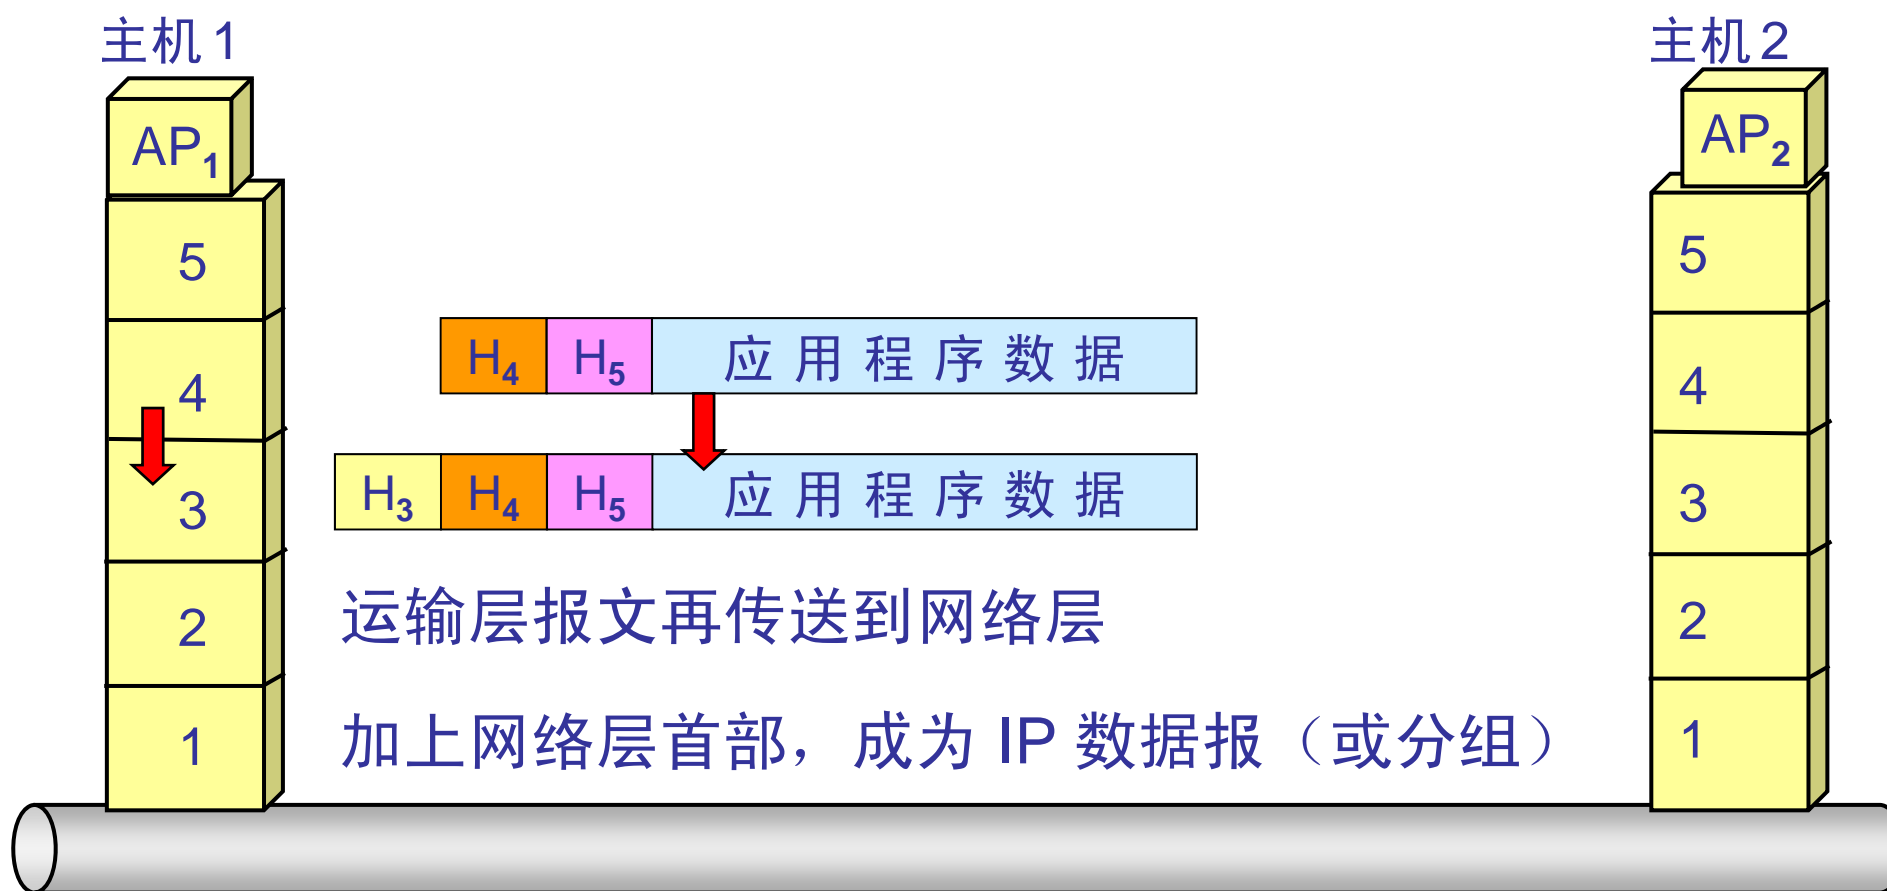 主机 1
主机 2
AP1
AP2
5
5
H4 H5 应用程序数据
4
4
H3 H4 H5 应用程序数据
3
3
运输层报文再传送到网络层
2
2
加上网络层首部，成为 IP 数据报（或分组）
1
1